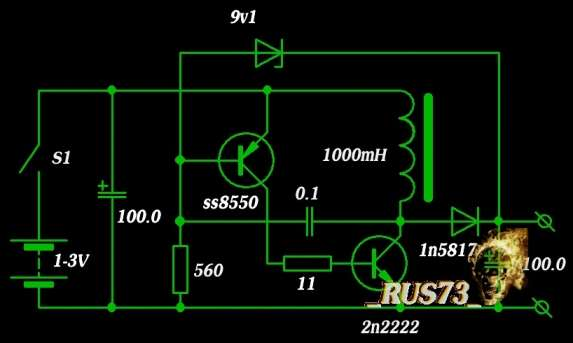 9v1
S1
1000mH
ss8550
0.1
+
100.0
1-3V
560
11
1n5817
+
100.0
_RUS73_
2n2222